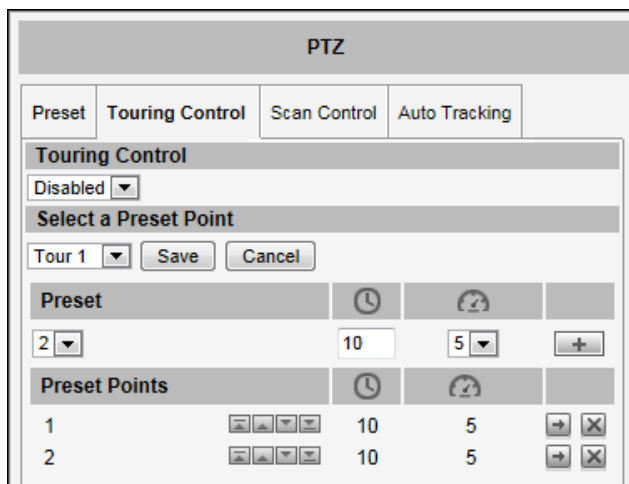 PTZ
Preset Touring Control Scan Control Auto Tracking
Touring Control
Disabled
Select a Preset Point
Tour 1 Save Cancel
Preset
2 10 5 +
Preset Points
1 10 5
2 10 5